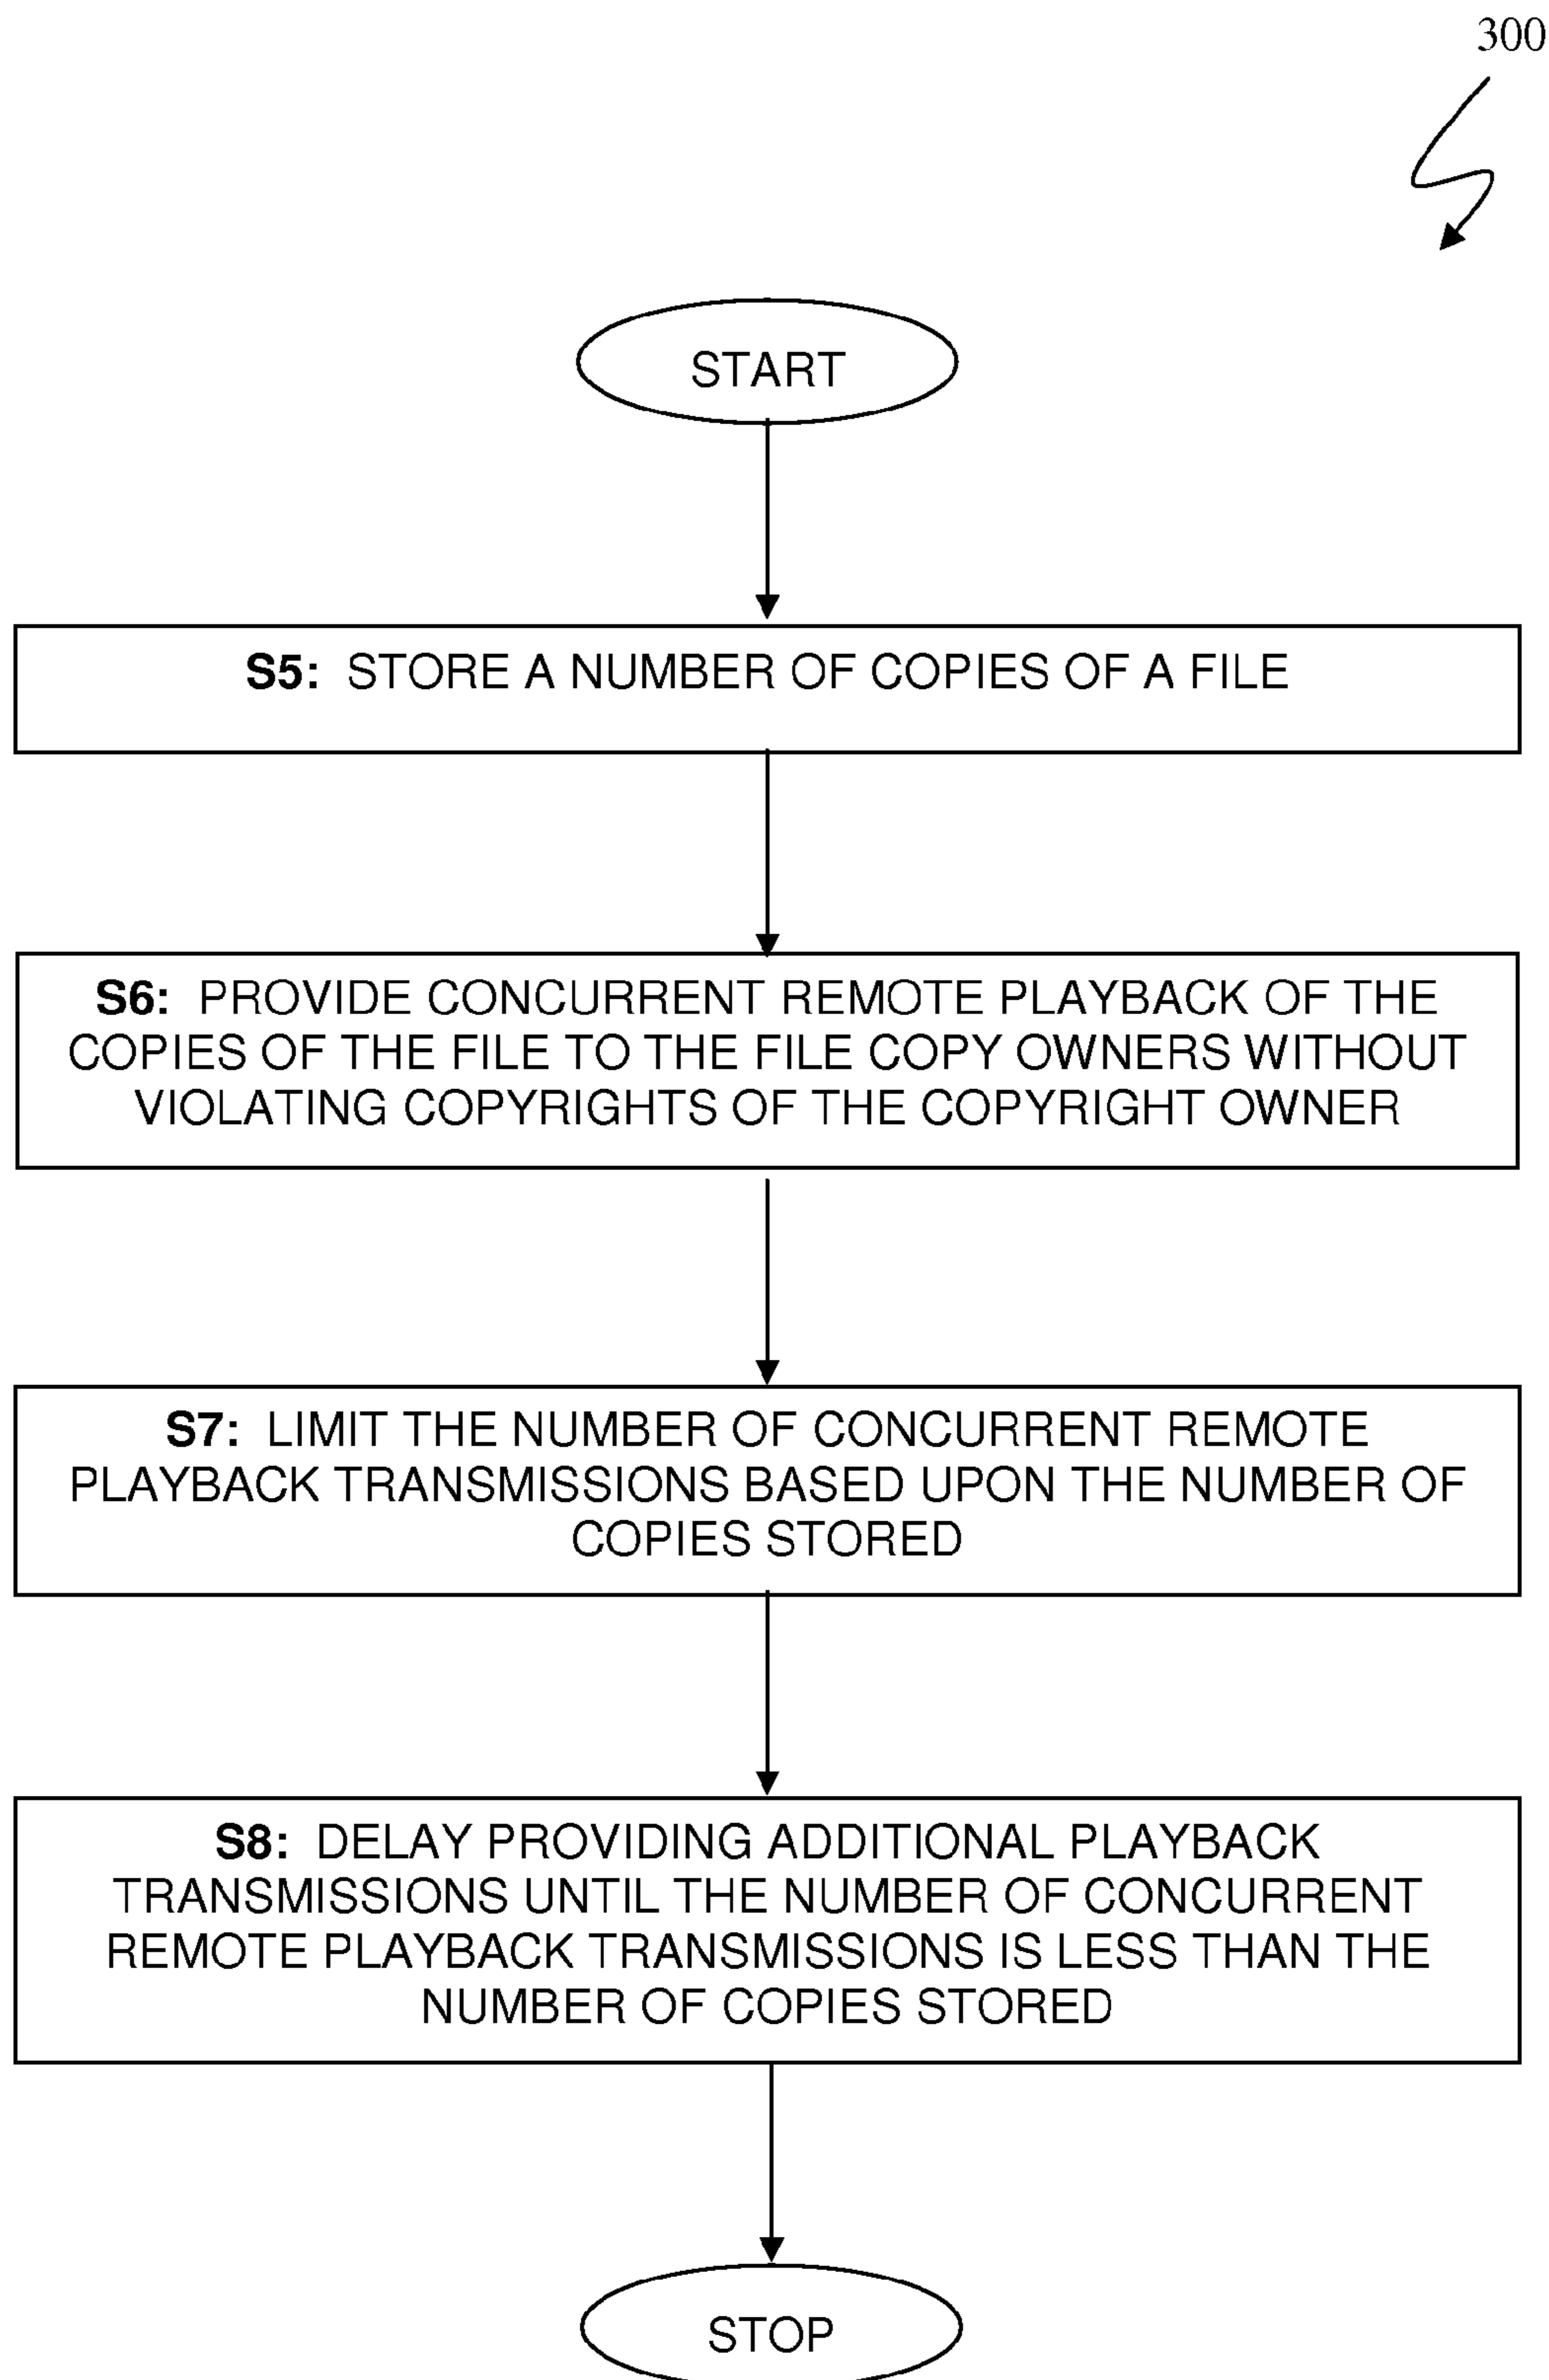 300
START
S5: STORE A NUMBER OF COPIES OF A FILE
S6: PROVIDE CONCURRENT REMOTE PLAYBACK OF THE
COPIES OF THE FILE TO THE FILE COPY OWNERS WITHOUT
VIOLATING COPYRIGHTS OF THE COPYRIGHT OWNER
S7: LIMIT THE NUMBER OF CONCURRENT REMOTE
PLAYBACK TRANSMISSIONS BASED UPON THE NUMBER OF
COPIES STORED
S8: DELAY PROVIDING ADDITIONAL PLAYBACK
TRANSMISSIONS UNTIL THE NUMBER OF CONCURRENT
REMOTE PLAYBACK TRANSMISSIONS IS LESS THAN THE
NUMBER OF COPIES STORED
STOP